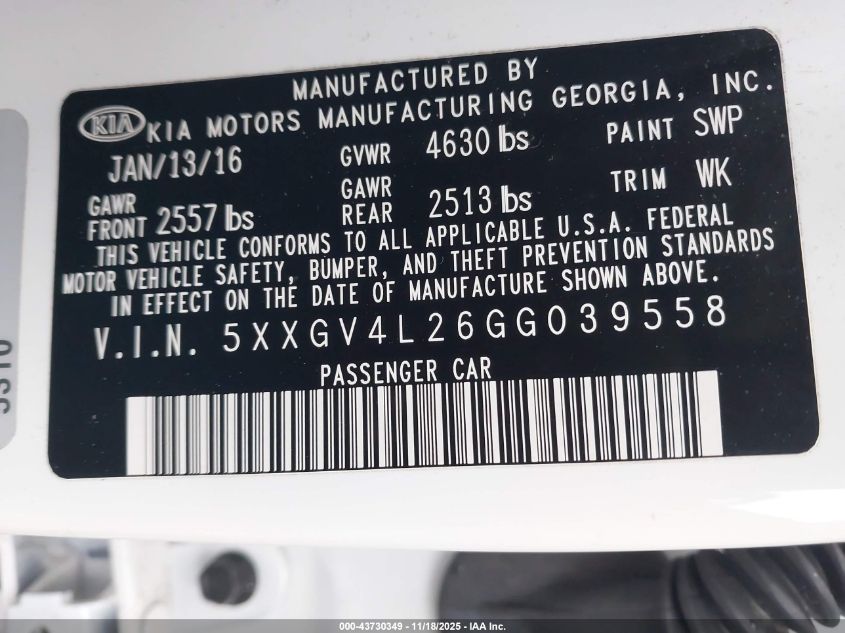 MANUFACTURED BY
KIA KIA MOTORS MANUFACTURING GEORGIA, INC.
JAN/13/16 GVWR 4630 lbs PAINT SWP
GAWR FRONT 2557 lbs GAWR REAR 2513 lbs TRIM WK
THIS VEHICLE CONFORMS TO ALL APPLICABLE U.S.A. FEDERAL
MOTOR VEHICLE SAFETY, BUMPER, AND THEFT PREVENTION STANDARDS
IN EFFECT ON THE DATE OF MANUFACTURE SHOWN ABOVE.
V.I.N. 5XXGV4L26GG039558
PASSENGER CAR
000-43730349 - 11/18/2025 - IAA Inc.